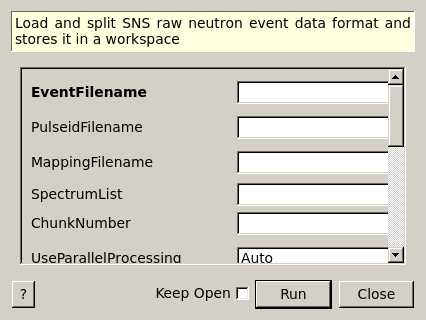 Load and split SNS raw neutron event data format and
stores it in a workspace
EventFilename
PulseidFilename
MappingFilename
SpectrumList
ChunkNumber
UseParallelProcessing Auto
? Keep Open Run Close